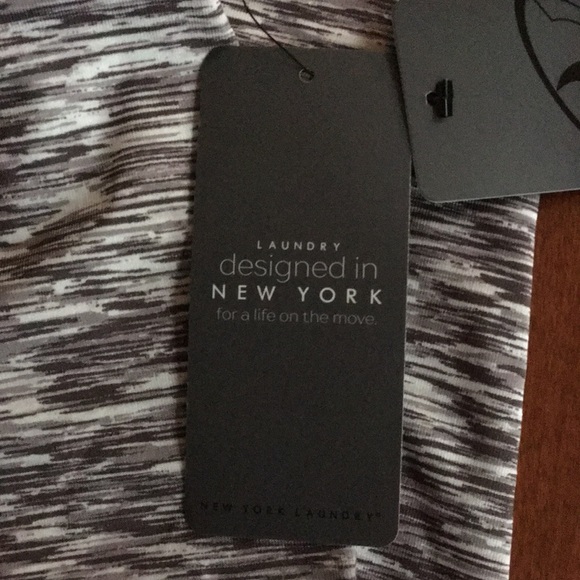 LAUNDRY
designed in
NEW YORK
for a life on the move.
NEW YORK LAUNDRY®